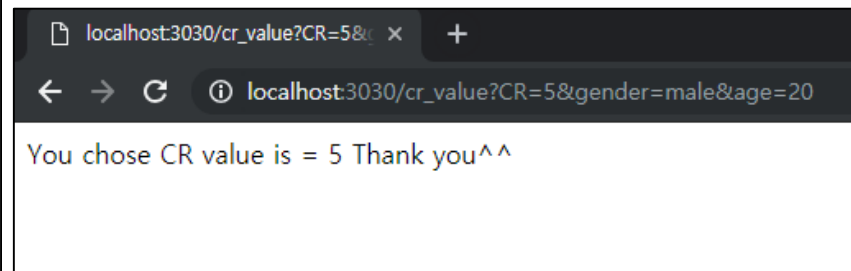 localhost:3030/cr_value?CR=5&
localhost:3030/cr_value?CR=5&gender=male&age=20
You chose CR value is = 5 Thank you^^